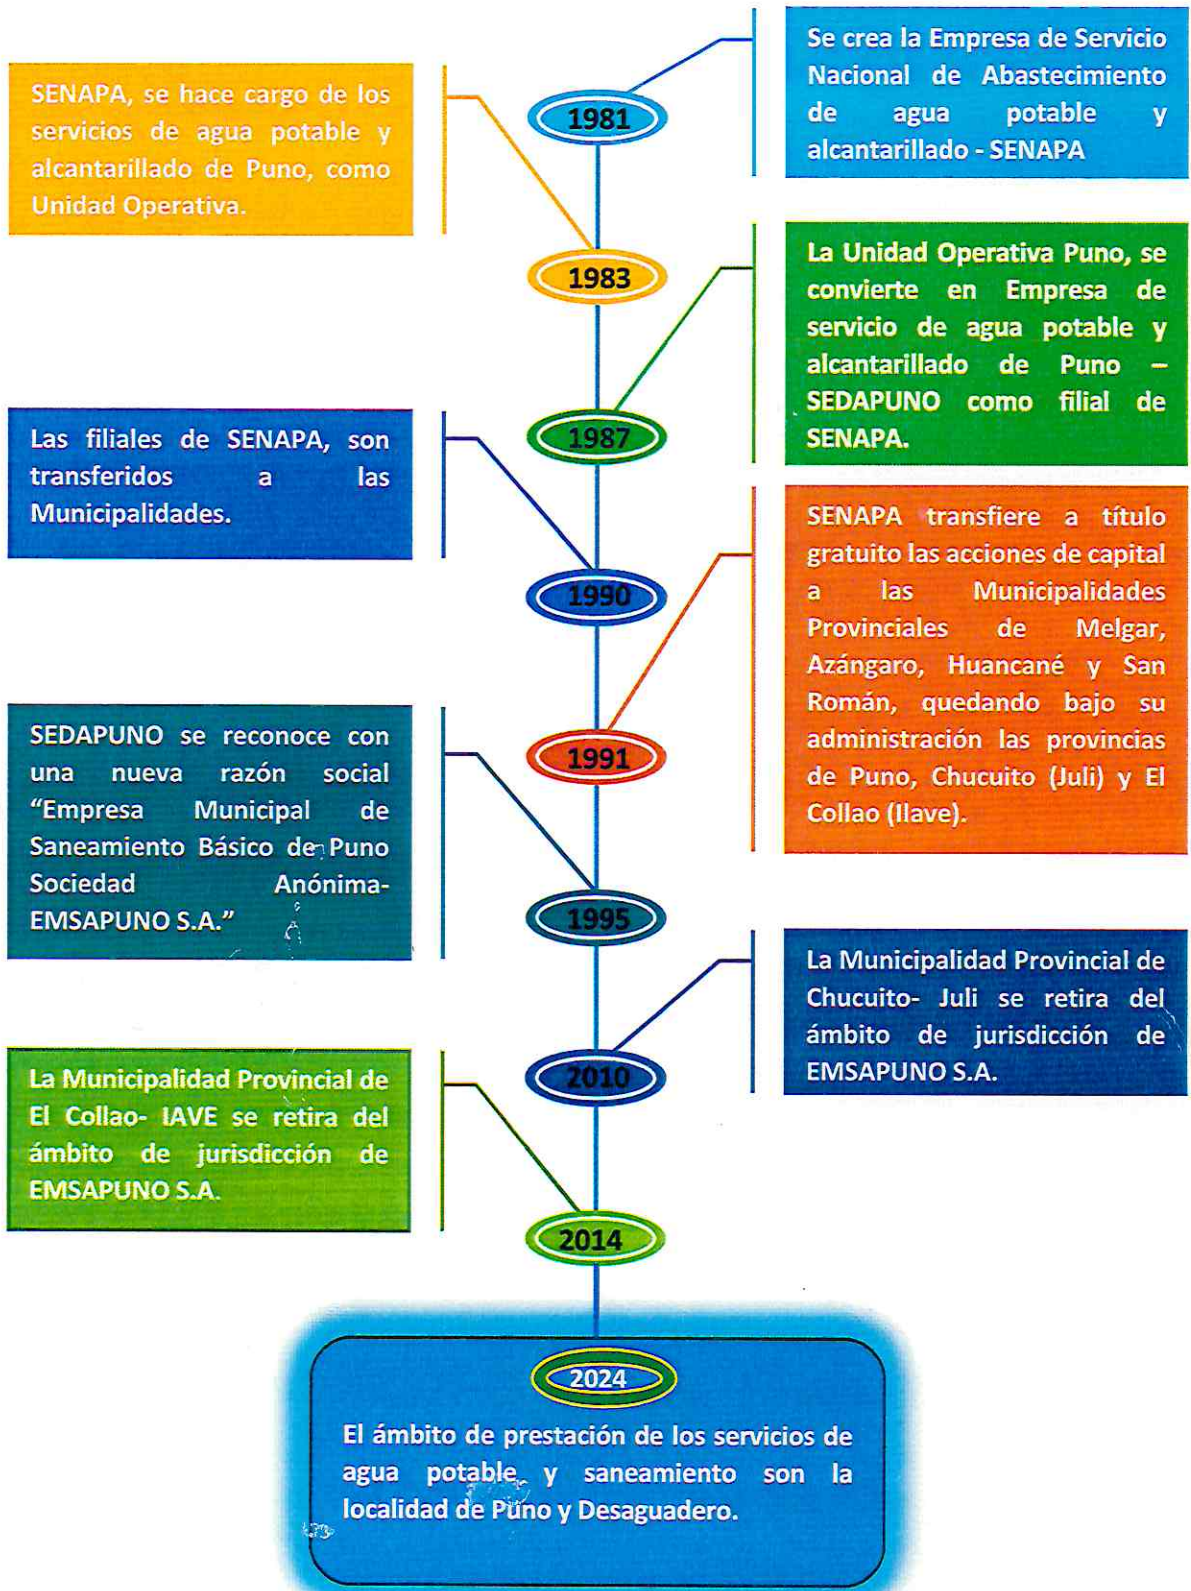 1981
Se crea la Empresa de Servicio
Nacional de Abastecimiento
de agua potable y
alcantarillado - SENAPA
SENAPA, se hace cargo de los
servicios de agua potable y
alcantarillado de Puno, como
Unidad Operativa.
1983
La Unidad Operativa Puno, se
convierte en Empresa de
servicio de agua potable y
alcantarillado de Puno –
SEDAPUNO como filial de
SENAPA.
1987
Las filiales de SENAPA, son
transferidos a las
Municipalidades.
1990
SENAPA transfiere a título
gratuito las acciones de capital
a las Municipalidades
Provinciales de Melgar,
Azángaro, Huancané y San
Román, quedando bajo su
administración las provincias
de Puno, Chucuito (Juli) y El
Collao (Ilave).
1991
SEDAPUNO se reconoce con
una nueva razón social
“Empresa Municipal de
Saneamiento Básico de Puno
Sociedad Anónima-
EMSAPUNO S.A.”
1995
La Municipalidad Provincial de
Chucuito- Juli se retira del
ámbito de jurisdicción de
EMSAPUNO S.A.
2010
La Municipalidad Provincial de
El Collao- IAVE se retira del
ámbito de jurisdicción de
EMSAPUNO S.A.
2014
2024
El ámbito de prestación de los servicios de
agua potable y saneamiento son la
localidad de Puno y Desaguadero.